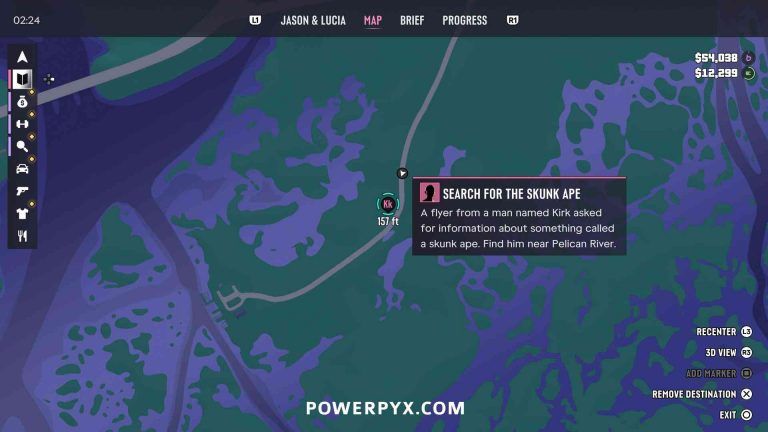 02:24
L1 JASON & LUCIA MAP BRIEF PROGRESS R1
$54,038
$12,299
SEARCH FOR THE SKUNK APE
A flyer from a man named Kirk asked
for information about something called
a skunk ape. Find him near Pelican River.
Kk
157 ft
RECENTER L3
3D VIEW R3
ADD MARKER
REMOVE DESTINATION
EXIT
POWERPYX.COM